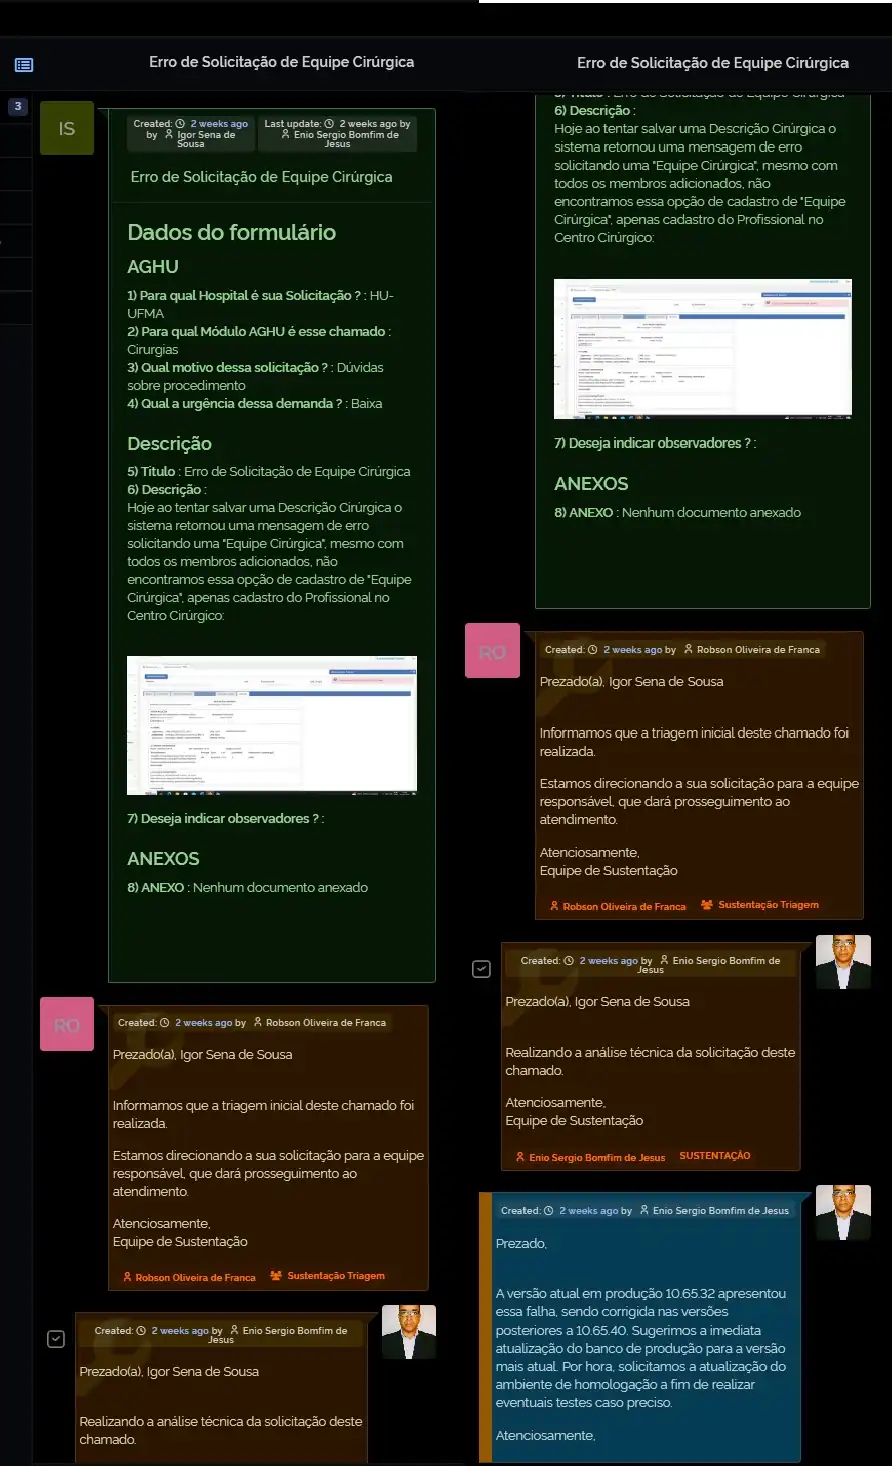 Erro de Solicitação de Equipe Cirúrgica
3
IS
Created: 2 weeks ago
by Igor Sena de
Sousa
Last update: 2 weeks ago by
Enio Sergio Bomfim de
Jesus
Erro de Solicitação de Equipe Cirúrgica
Dados do formulário
AGHU
1) Para qual Hospital é sua Solicitação ? : HU-
UFMA
2) Para qual Módulo AGHU é esse chamado :
Cirurgias
3) Qual motivo dessa solicitação ? : Dúvidas
sobre procedimento
4) Qual a urgência dessa demanda ? : Baixa
Descrição
5) Titulo : Erro de Solicitação de Equipe Cirúrgica
6) Descrição :
Hoje ao tentar salvar uma Descrição Cirúrgica o
sistema retornou uma mensagem de erro
solicitando uma "Equipe Cirúrgica", mesmo com
todos os membros adicionados, não
encontramos essa opção de cadastro de "Equipe
Cirúrgica", apenas cadastro do Profissional no
Centro Cirúrgico:
7) Deseja indicar observadores ? :
ANEXOS
8) ANEXO : Nenhum documento anexado
RO
Created: 2 weeks ago by Robson Oliveira de Franca
Prezado(a), Igor Sena de Sousa
Informamos que a triagem inicial deste chamado foi
realizada.
Estamos direcionando a sua solicitação para a equipe
responsável, que dará prosseguimento ao
atendimento.
Atenciosamente,
Equipe de Sustentação
Robson Oliveira de Franca Sustentação Triagem
Created: 2 weeks ago by Enio Sergio Bomfim de
Jesus
Prezado(a), Igor Sena de Sousa
Realizando a análise técnica da solicitação deste
chamado.
Erro de Solicitação de Equipe Cirúrgica
5) Titulo : Erro de Solicitação de Equipe Cirúrgica
6) Descrição :
Hoje ao tentar salvar uma Descrição Cirúrgica o
sistema retornou uma mensagem de erro
solicitando uma "Equipe Cirúrgica", mesmo com
todos os membros adicionados, não
encontramos essa opção de cadastro de "Equipe
Cirúrgica", apenas cadastro do Profissional no
Centro Cirúrgico:
7) Deseja indicar observadores ? :
ANEXOS
8) ANEXO : Nenhum documento anexado
RO
Created: 2 weeks ago by Robson Oliveira de Franca
Prezado(a), Igor Sena de Sousa
Informamos que a triagem inicial deste chamado foi
realizada.
Estamos direcionando a sua solicitação para a equipe
responsável, que dará prosseguimento ao
atendimento.
Atenciosamente,
Equipe de Sustentação
Robson Oliveira de Franca Sustentação Triagem
Created: 2 weeks ago by Enio Sergio Bomfim de
Jesus
Prezado(a), Igor Sena de Sousa
Realizando a análise técnica da solicitação deste
chamado.
Atenciosamente,
Equipe de Sustentação
Enio Sergio Bomfim de Jesus SUSTENTAÇÃO
Created: 2 weeks ago by Enio Sergio Bomfim de Jesus
Prezado,
A versão atual em produção 10.65.32 apresentou
essa falha, sendo corrigida nas versões
posteriores a 10.65.40. Sugerimos a imediata
atualização do banco de produção para a versão
mais atual. Por hora, solicitamos a atualização do
ambiente de homologação a fim de realizar
eventuais testes caso preciso.
Atenciosamente,